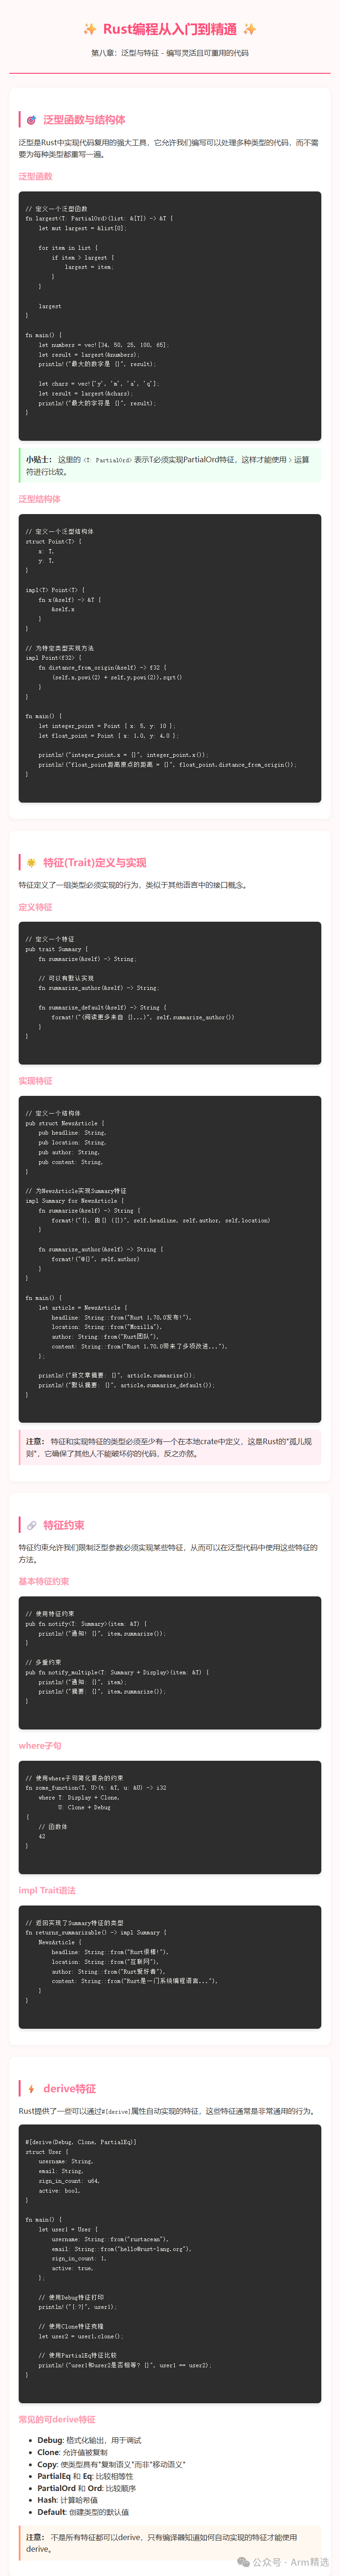 ✨ Rust编程从入门到精通 ✨
第八章：泛型与特征 - 编写灵活且可重用的代码
🎯 泛型函数与结构体
泛型是Rust中实现代码复用的强大工具，它允许我们编写可以处理多种类型的代码，而不需
要为每种类型都重写一遍。
泛型函数
// 定义一个泛型函数
fn largest<T: PartialOrd>(list: &[T]) -> &T {
    let mut largest = &list[0];
    for item in list {
        if item > largest {
            largest = item;
        }
    }
    largest
}
fn main() {
    let numbers = vec![34, 50, 25, 100, 65];
    let result = largest(&numbers);
    println!("最大的数字是 {}", result);
    let chars = vec!['y', 'm', 'a', 'q'];
    let result = largest(&chars);
    println!("最大的字符是 {}", result);
}
小贴士： 这里的 <T: PartialOrd> 表示T必须实现PartialOrd特征，这样才能使用 > 运算
符进行比较。
泛型结构体
// 定义一个泛型结构体
struct Point<T> {
    x: T,
    y: T,
}
impl<T> Point<T> {
    fn x(&self) -> &T {
        &self.x
    }
}
// 为特定类型实现方法
impl Point<f32> {
    fn distance_from_origin(&self) -> f32 {
        (self.x.powi(2) + self.y.powi(2)).sqrt()
    }
}
fn main() {
    let integer_point = Point { x: 5, y: 10 };
    let float_point = Point { x: 1.0, y: 4.0 };
    println!("integer_point.x = {}", integer_point.x());
    println!("float_point距离原点的距离 = {}", float_point.distance_from_origin());
}
🌟 特征(Trait)定义与实现
特征定义了一组类型必须实现的行为，类似于其他语言中的接口概念。
定义特征
// 定义一个特征
pub trait Summary {
    fn summarize(&self) -> String;
    // 可以有默认实现
    fn summarize_author(&self) -> String;
    fn summarize_default(&self) -> String {
        format!("(阅读更多来自 {}...)", self.summarize_author())
    }
}
实现特征
// 定义一个结构体
pub struct NewsArticle {
    pub headline: String,
    pub location: String,
    pub author: String,
    pub content: String,
}
// 为NewsArticle实现Summary特征
impl Summary for NewsArticle {
    fn summarize(&self) -> String {
        format!("{}, 由{} ({})", self.headline, self.author, self.location)
    }
    fn summarize_author(&self) -> String {
        format!("@{}", self.author)
    }
}
fn main() {
    let article = NewsArticle {
        headline: String::from("Rust 1.70.0发布!"),
        location: String::from("Mozilla"),
        author: String::from("Rust团队"),
        content: String::from("Rust 1.70.0带来了多项改进..."),
    };
    println!("新文章摘要: {}", article.summarize());
    println!("默认摘要: {}", article.summarize_default());
}
注意： 特征和实现特征的类型必须至少有一个在本地crate中定义，这是Rust的"孤儿规
则"，它确保了其他人不能破坏你的代码，反之亦然。
🔗 特征约束
特征约束允许我们限制泛型参数必须实现某些特征，从而可以在泛型代码中使用这些特征的
方法。
基本特征约束
// 使用特征约束
pub fn notify<T: Summary>(item: &T) {
    println!("通知! {}", item.summarize());
}
// 多重约束
pub fn notify_multiple<T: Summary + Display>(item: &T) {
    println!("通知: {}", item);
    println!("摘要: {}", item.summarize());
}
where子句
// 使用where子句简化复杂的约束
fn some_function<T, U>(t: &T, u: &U) -> i32
    where T: Display + Clone,
          U: Clone + Debug
{
    // 函数体
    42
}
impl Trait语法
// 返回实现了Summary特征的类型
fn returns_summarizable() -> impl Summary {
    NewsArticle {
        headline: String::from("Rust很棒!"),
        location: String::from("互联网"),
        author: String::from("Rust爱好者"),
        content: String::from("Rust是一门系统编程语言..."),
    }
}
⚡ derive特征
Rust提供了一些可以通过#[derive]属性自动实现的特征，这些特征通常是非常通用的行为。
#[derive(Debug, Clone, PartialEq)]
struct User {
    username: String,
    email: String,
    sign_in_count: u64,
    active: bool,
}
fn main() {
    let user1 = User {
        username: String::from("rustacean"),
        email: String::from("hello@rust-lang.org"),
        sign_in_count: 1,
        active: true,
    };
    // 使用Debug特征打印
    println!("{:?}", user1);
    // 使用Clone特征克隆
    let user2 = user1.clone();
    // 使用PartialEq特征比较
    println!("user1和user2是否相等? {}", user1 == user2);
}
常见的可derive特征
• Debug: 格式化输出，用于调试
• Clone: 允许值被复制
• Copy: 使类型具有"复制语义"而非"移动语义"
• PartialEq 和 Eq: 比较相等性
• PartialOrd 和 Ord: 比较顺序
• Hash: 计算哈希值
• Default: 创建类型的默认值
注意： 不是所有特征都可以derive，只有编译器知道如何自动实现的特征才能使用
derive。
公众号 · Arm精选